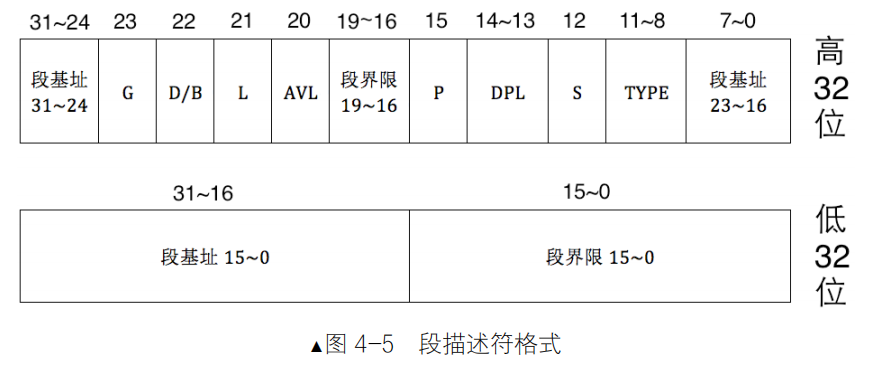 31~24 23 22 21 20 19~16 15 14~13 12 11~8 7~0
段基址 31~24
G
D/B
L
AVL
段界限 19~16
P
DPL
S
TYPE
段基址 23~16
高 32 位
31~16 15~0
段基址 15~0
段界限 15~0
低 32 位
▲图 4-5 段描述符格式